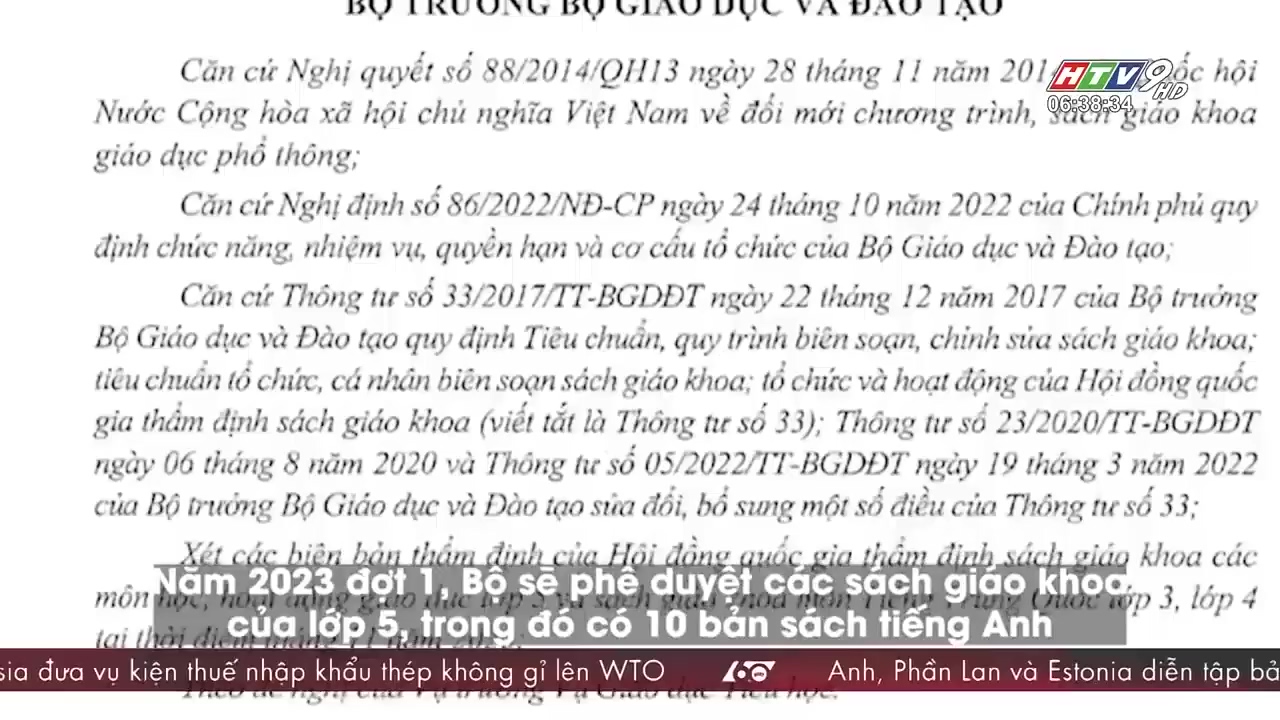 BỘ TRƯỞNG BỘ GIÁO DỤC VÀ ĐÀO TẠO
Căn cứ Nghị quyết số 88/2014/QH13 ngày 28 tháng 11 năm 201 ốc hội
HTV9 HD
06:38:34
Nước Cộng hòa xã hội chủ nghĩa Việt Nam về đổi mới chương trình, sách giáo khoa
giáo dục phổ thông;
Căn cứ Nghị định số 86/2022/NĐ-CP ngày 24 tháng 10 năm 2022 của Chính phủ quy
định chức năng, nhiệm vụ, quyền hạn và cơ cấu tổ chức của Bộ Giáo dục và Đào tạo;
Căn cứ Thông tư số 33/2017/TT-BGDĐT ngày 22 tháng 12 năm 2017 của Bộ trưởng
Bộ Giáo dục và Đào tạo quy định Tiêu chuẩn, quy trình biên soạn, chỉnh sửa sách giáo khoa;
tiêu chuẩn tổ chức, cá nhân biên soạn sách giáo khoa; tổ chức và hoạt động của Hội đồng quốc
gia thẩm định sách giáo khoa (viết tắt là Thông tư số 33); Thông tư số 23/2020/TT-BGDĐT
ngày 06 tháng 8 năm 2020 và Thông tư số 05/2022/TT-BGDĐT ngày 19 tháng 3 năm 2022
của Bộ trưởng Bộ Giáo dục và Đào tạo sửa đổi, bổ sung một số điều của Thông tư số 33;
Xét các biên bản thẩm định của Hội đồng quốc gia thẩm định sách giáo khoa các
Năm 2023 đợt 1, Bộ sẽ phê duyệt các sách giáo khoa
môn học, lớp 3, lớp 4
của lớp 5, trong đó có 10 bản sách tiếng Anh
sia đưa vụ kiện thuế nhập khẩu thép không gỉ lên WTO
60
Anh, Phần Lan và Estonia diễn tập bả
Theo đề nghị của Vụ trưởng Vụ Giáo dục Tiểu học.